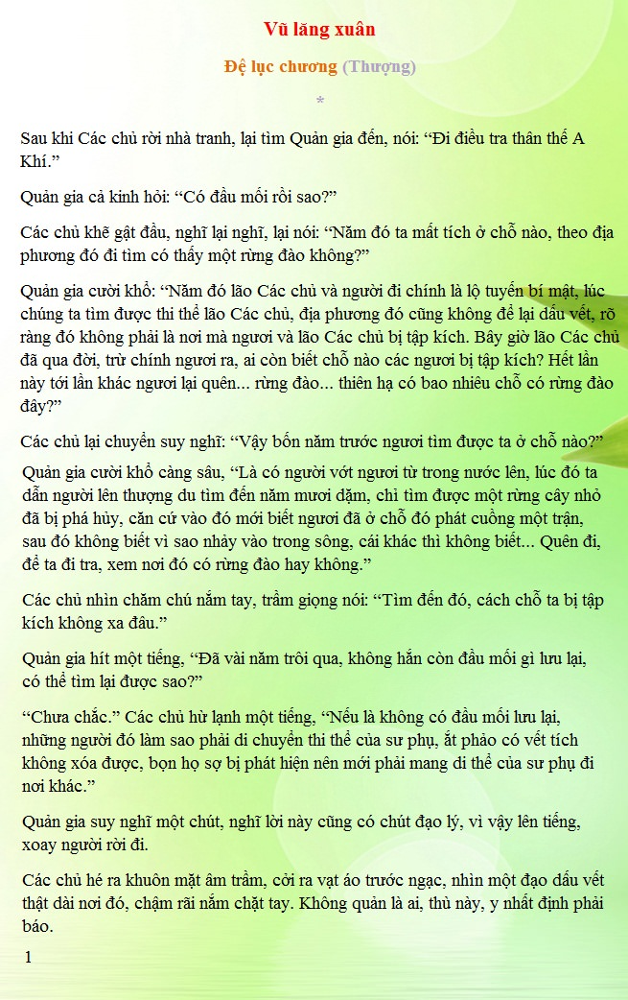 Vũ lăng xuân
Đệ lục chương (Thượng)
*
Sau khi Các chủ rời nhà tranh, lại tìm Quản gia đến, nói: “Đi điều tra thân thế A
Khí.”
Quản gia cả kinh hỏi: “Có đầu mối rồi sao?”
Các chủ khẽ gật đầu, nghĩ lại nghĩ, lại nói: “Năm đó ta mất tích ở chỗ nào, theo địa
phương đó đi tìm có thấy một rừng đào không?”
Quản gia cười khổ: “Năm đó lão Các chủ và người đi chính là lộ tuyến bí mật, lúc
chúng ta tìm được thi thể lão Các chủ, địa phương đó cũng không để lại dấu vết, rõ
ràng đó không phải là nơi mà ngươi và lão Các chủ bị tập kích. Bây giờ lão Các chủ
đã qua đời, trừ chính ngươi ra, ai còn biết chỗ nào các ngươi bị tập kích? Hết lần
này tới lần khác ngươi lại quên... rừng đào... thiên hạ có bao nhiêu chỗ có rừng đào
đây?”
Các chủ lại chuyển suy nghĩ: “Vậy bốn năm trước ngươi tìm được ta ở chỗ nào?”
Quản gia cười khổ càng sâu, “Là có người vớt ngươi từ trong nước lên, lúc đó ta
dẫn người lên thượng du tìm đến năm mươi dặm, chỉ tìm được một rừng cây nhỏ
đã bị phá hủy, căn cứ vào đó mới biết ngươi đã ở chỗ đó phát cuồng một trận,
sau đó không biết vì sao nhảy vào trong sông, cái khác thì không biết... Quên đi,
để ta đi tra, xem nơi đó có rừng đào hay không.”
Các chủ nhìn chăm chú nắm tay, trầm giọng nói: “Tìm đến đó, cách chỗ ta bị tập
kích không xa đâu.”
Quản gia hít một tiếng, “Đã vài năm trôi qua, không hẳn còn đầu mối gì lưu lại,
có thể tìm lại được sao?”
“Chưa chắc.” Các chủ hừ lạnh một tiếng, “Nếu là không có đầu mối lưu lại,
những người đó làm sao phải di chuyển thi thể của sư phụ, ắt phảo có vết tích
không xóa được, bọn họ sợ bị phát hiện nên mới phải mang di thể của sư phụ đi
nơi khác.”
Quản gia suy nghĩ một chút, nghĩ lời này cũng có chút đạo lý, vì vậy lên tiếng,
xoay người rời đi.
Các chủ hé ra khuôn mặt âm trầm, cởi ra vạt áo trước ngạc, nhìn một đạo dấu vết
thật dài nơi đó, chậm rãi nắm chặt tay. Không quản là ai, thù này, y nhất định phải
báo.
1